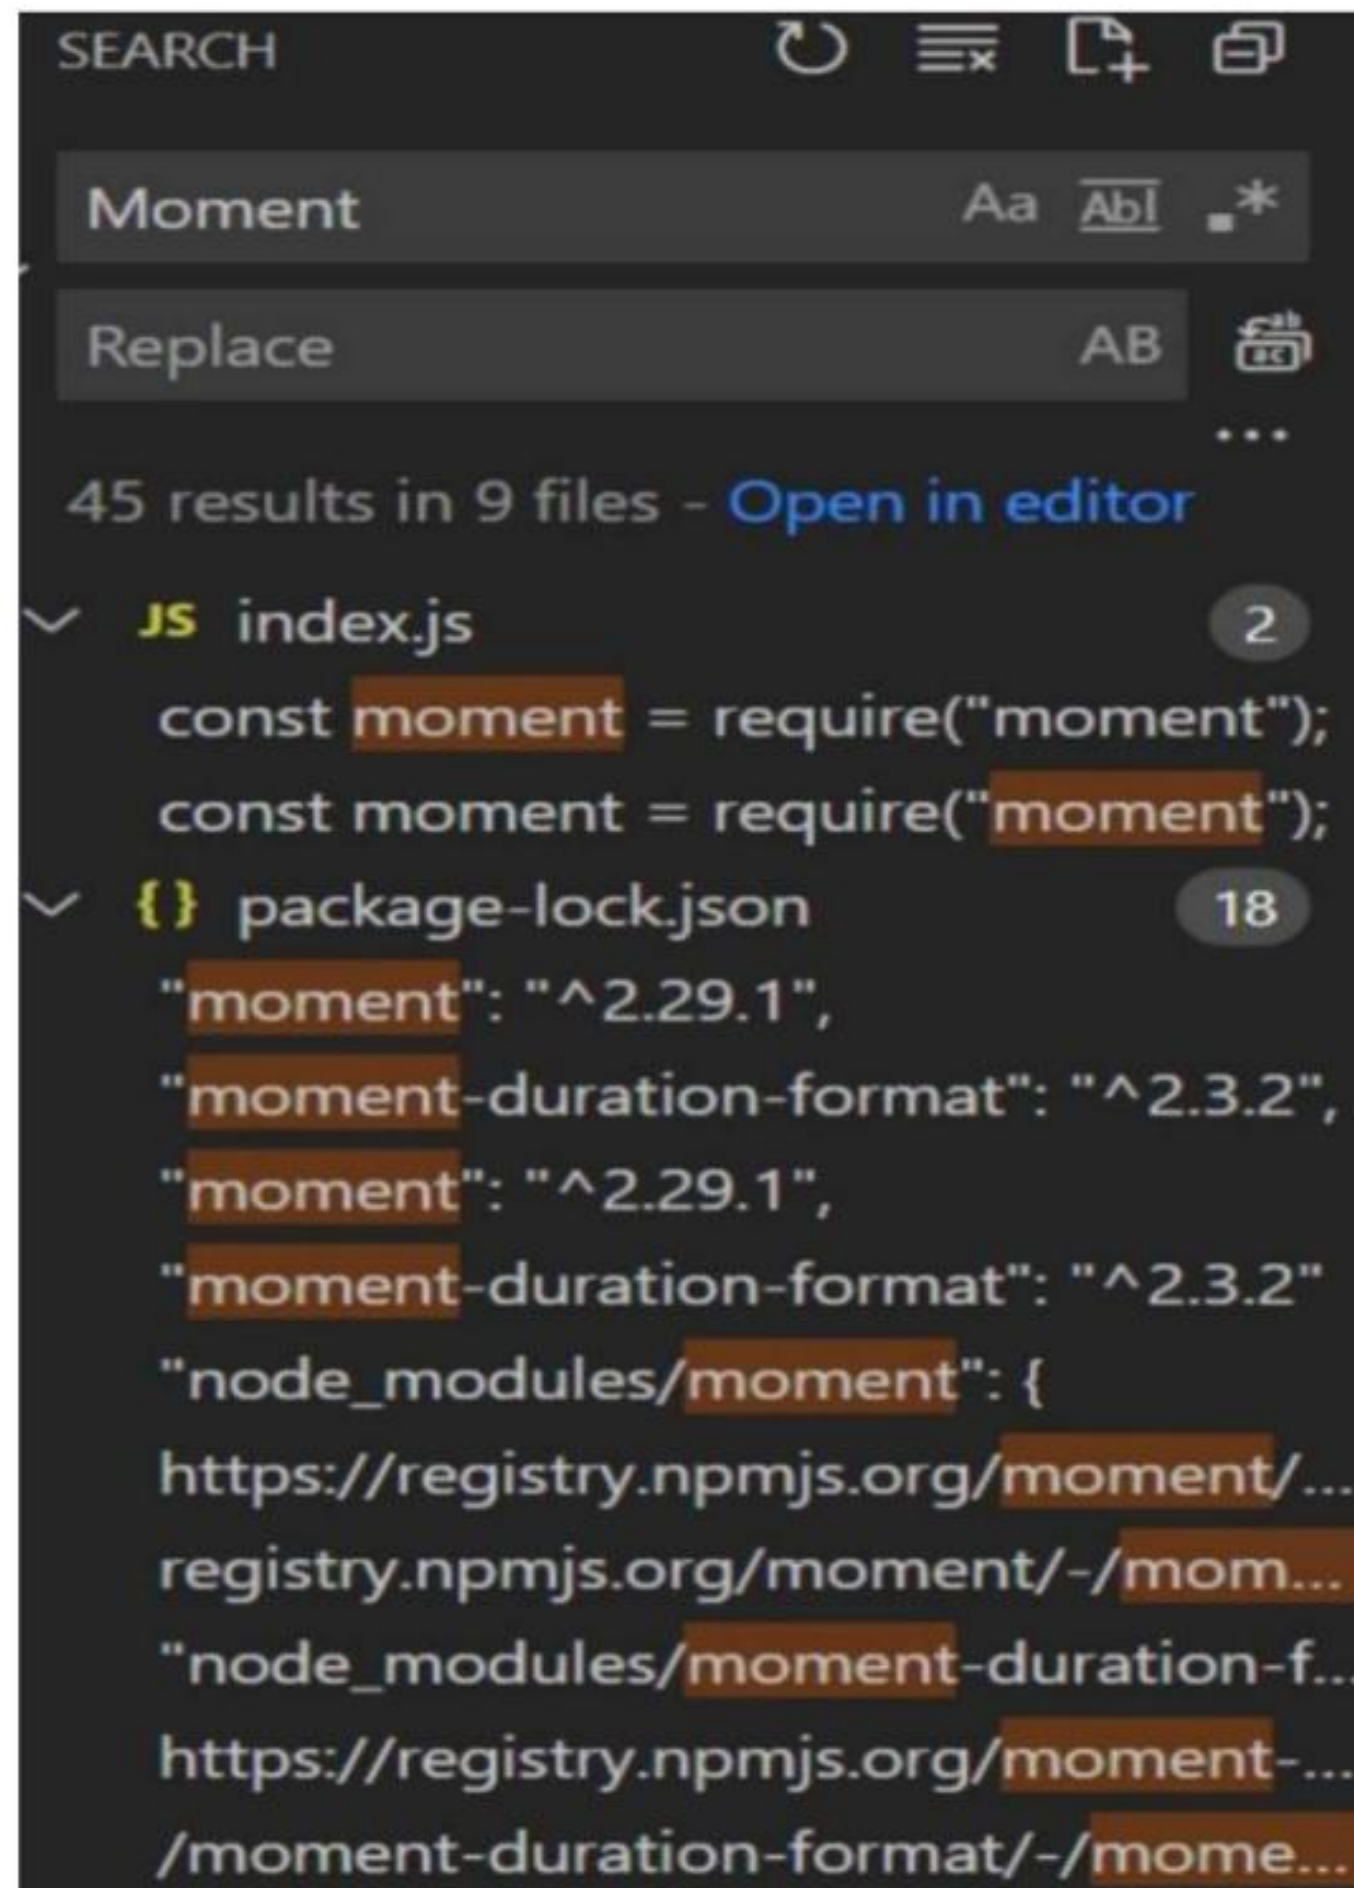 SEARCH
Moment Aa Abl .*
Replace AB
...
45 results in 9 files - Open in editor
JS index.js 2
const moment = require("moment");
const moment = require("moment");
{} package-lock.json 18
"moment": "^2.29.1",
"moment-duration-format": "^2.3.2",
"moment": "^2.29.1",
"moment-duration-format": "^2.3.2"
"node_modules/moment": {
https://registry.npmjs.org/moment/...
registry.npmjs.org/moment/-/mom...
"node_modules/moment-duration-f...
https://registry.npmjs.org/moment-...
/moment-duration-format/-/mome...